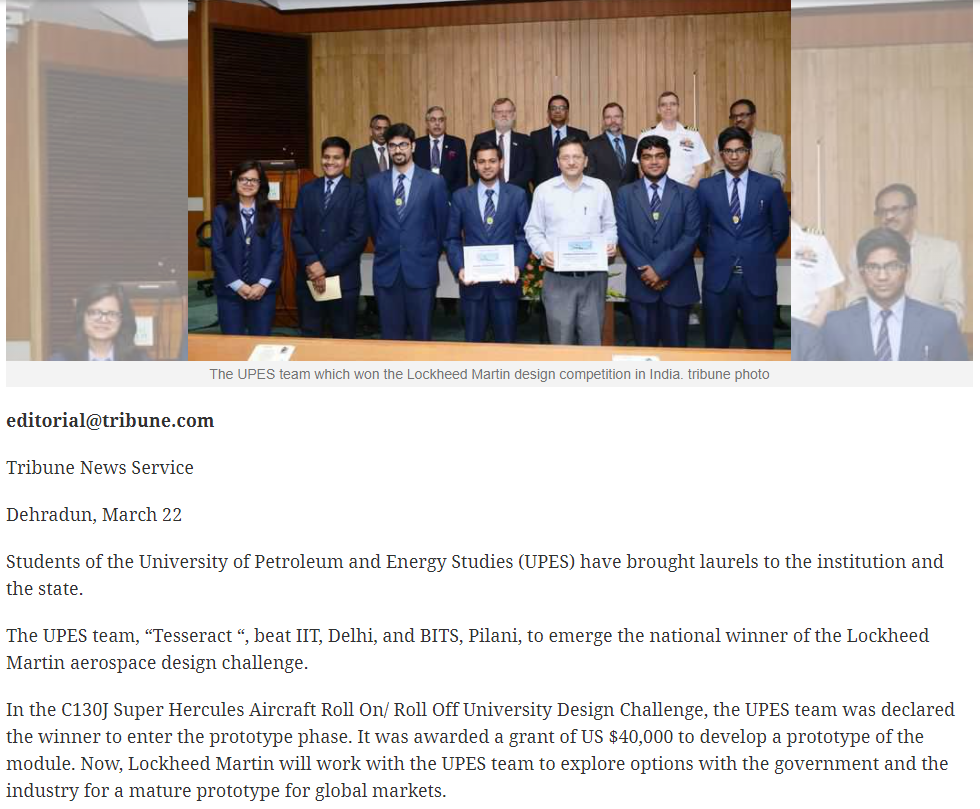 The UPES team which won the Lockheed Martin design competition in India. tribune photo
editorial@tribune.com
Tribune News Service
Dehradun, March 22
Students of the University of Petroleum and Energy Studies (UPES) have brought laurels to the institution and
the state.
The UPES team, “Tesseract “, beat IIT, Delhi, and BITS, Pilani, to emerge the national winner of the Lockheed
Martin aerospace design challenge.
In the C130J Super Hercules Aircraft Roll On/ Roll Off University Design Challenge, the UPES team was declared
the winner to enter the prototype phase. It was awarded a grant of US $40,000 to develop a prototype of the
module. Now, Lockheed Martin will work with the UPES team to explore options with the government and the
industry for a mature prototype for global markets.